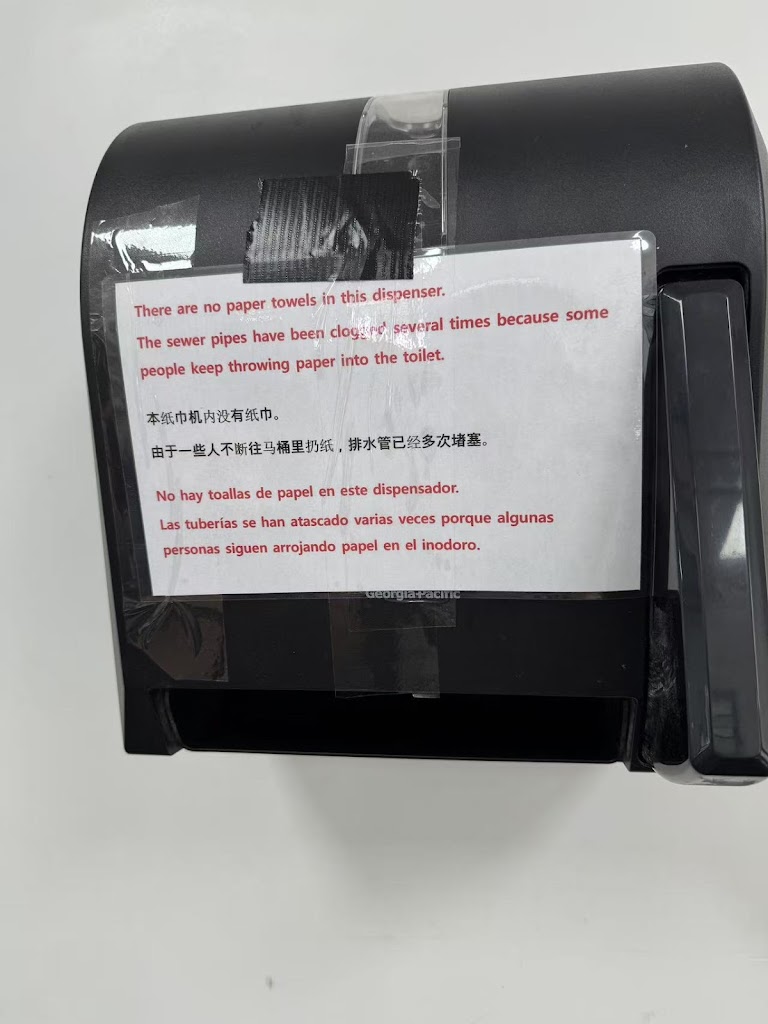 There are no paper towels in this dispenser.
The sewer pipes have been clogged several times because some
people keep throwing paper into the toilet.
本纸巾机内没有纸巾。
由于一些人不断往马桶里扔纸，排水管已经多次堵塞。
No hay toallas de papel en este dispensador.
Las tuberías se han atascado varias veces porque algunas
personas siguen arrojando papel en el inodoro.
Georgia-Pacific